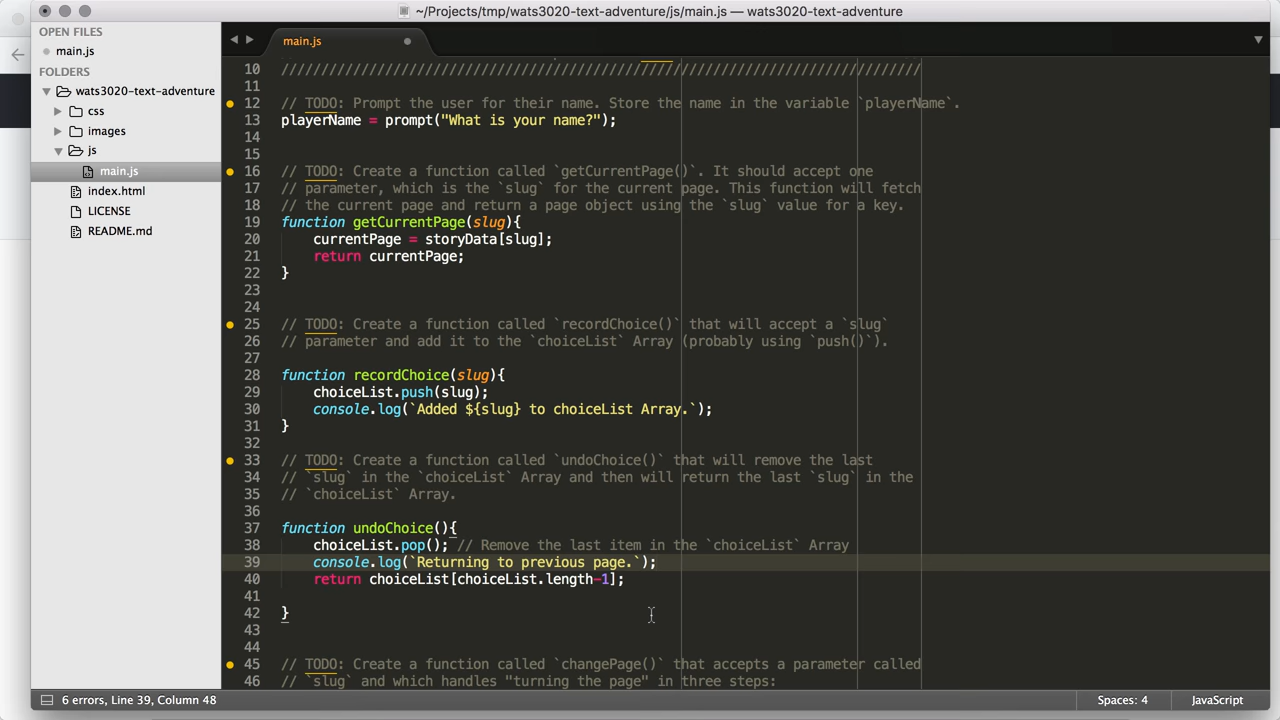 ~/Projects/tmp/wats3020-text-adventure/js/main.js — wats3020-text-adventure
OPEN FILES
main.js
FOLDERS
wats3020-text-adventure
css
images
js
main.js
index.html
LICENSE
README.md
main.js
10 ////////////////////////////////////////////////////////////////////////////////
11
12 // TODO: Prompt the user for their name. Store the name in the variable `playerName`.
13 playerName = prompt("What is your name?");
14
15
16 // TODO: Create a function called `getCurrentPage()`. It should accept one
17 // parameter, which is the `slug` for the current page. This function will fetch
18 // the current page and return a page object using the `slug` value for a key.
19 function getCurrentPage(slug){
20     currentPage = storyData[slug];
21     return currentPage;
22 }
23
24
25 // TODO: Create a function called `recordChoice()` that will accept a `slug`
26 // parameter and add it to the `choiceList` Array (probably using `push()`).
27
28 function recordChoice(slug){
29     choiceList.push(slug);
30     console.log(`Added ${slug} to choiceList Array.`);
31 }
32
33 // TODO: Create a function called `undoChoice()` that will remove the last
34 // `slug` in the `choiceList` Array and then will return the last `slug` in the
35 // `choiceList` Array.
36
37 function undoChoice(){
38     choiceList.pop(); // Remove the last item in the `choiceList` Array
39     console.log(`Returning to previous page.`);
40     return choiceList[choiceList.length-1];
41
42 }
43
44
45 // TODO: Create a function called `changePage()` that accepts a parameter called
46 // `slug` and which handles "turning the page" in three steps:
6 errors, Line 39, Column 48
Spaces: 4
JavaScript